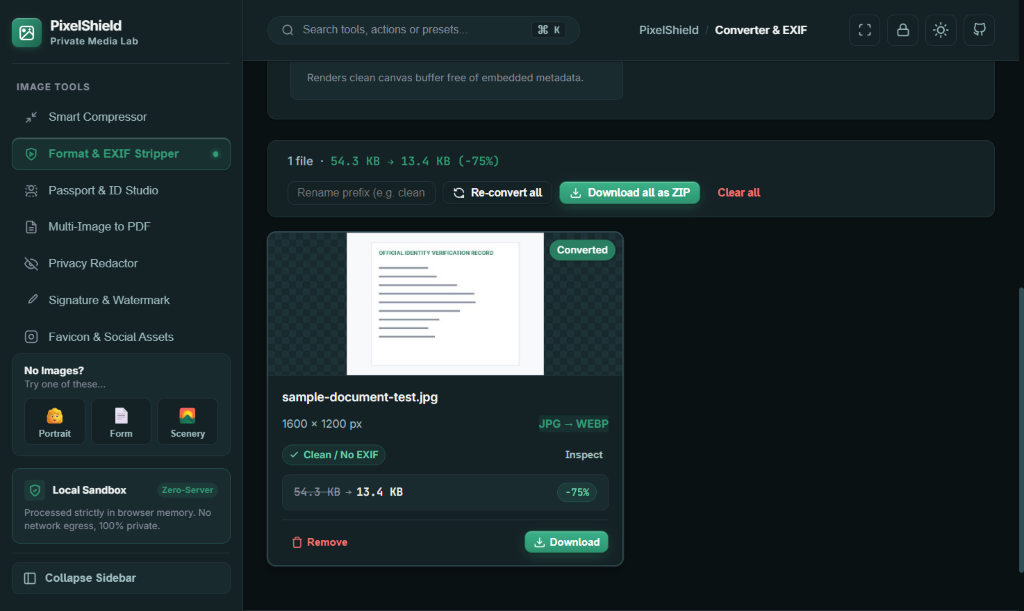 PixelShield
Private Media Lab
IMAGE TOOLS
Smart Compressor
Format & EXIF Stripper
Passport & ID Studio
Multi-Image to PDF
Privacy Redactor
Signature & Watermark
Favicon & Social Assets
No Images?
Try one of these...
Portrait
Form
Scenery
Local Sandbox
Zero-Server
Processed strictly in browser memory. No
network egress, 100% private.
Collapse Sidebar
Search tools, actions or presets...
⌘ K
PixelShield / Converter & EXIF
Renders clean canvas buffer free of embedded metadata.
1 file · 54.3 KB → 13.4 KB (-75%)
Rename prefix (e.g. clean
Re-convert all
Download all as ZIP
Clear all
OFFICIAL IDENTITY VERIFICATION RECORD
Converted
sample-document-test.jpg
1600 × 1200 px
JPG → WEBP
✓ Clean / No EXIF
Inspect
54.3 KB → 13.4 KB
-75%
Remove
Download